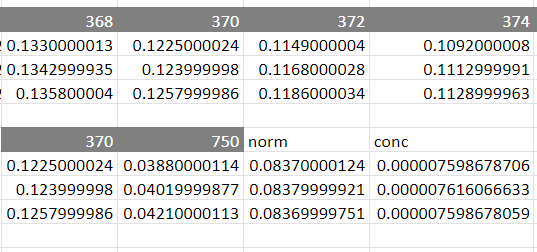 368 370 372 374
0.1330000013 0.1225000024 0.1149000004 0.1092000008
0.1342999935 0.123999998 0.1168000028 0.1112999991
0.135800004 0.1257999986 0.1186000034 0.1128999963
370 750 norm conc
0.1225000024 0.03880000114 0.08370000124 0.000007598678706
0.123999998 0.04019999877 0.08379999921 0.000007616066633
0.1257999986 0.04210000113 0.08369999751 0.000007598678059